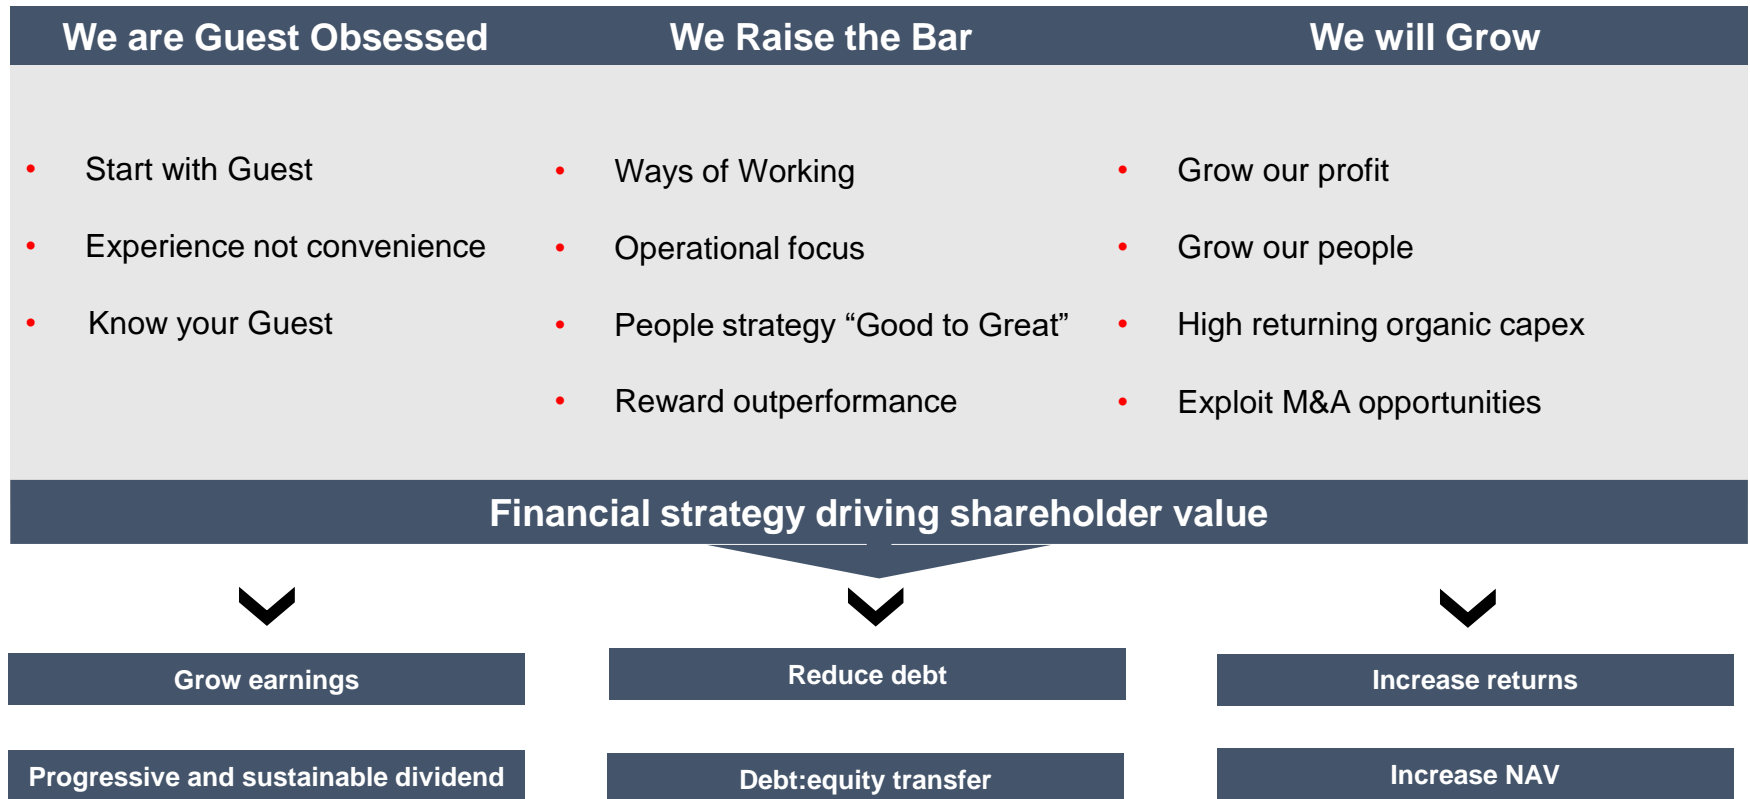 We are Guest Obsessed
We Raise the Bar
We will Grow
• Start with Guest
• Experience not convenience
• Know your Guest
• Ways of Working
• Operational focus
• People strategy “Good to Great”
• Reward outperformance
• Grow our profit
• Grow our people
• High returning organic capex
• Exploit M&A opportunities
Financial strategy driving shareholder value
Grow earnings
Reduce debt
Increase returns
Progressive and sustainable dividend
Debt:equity transfer
Increase NAV